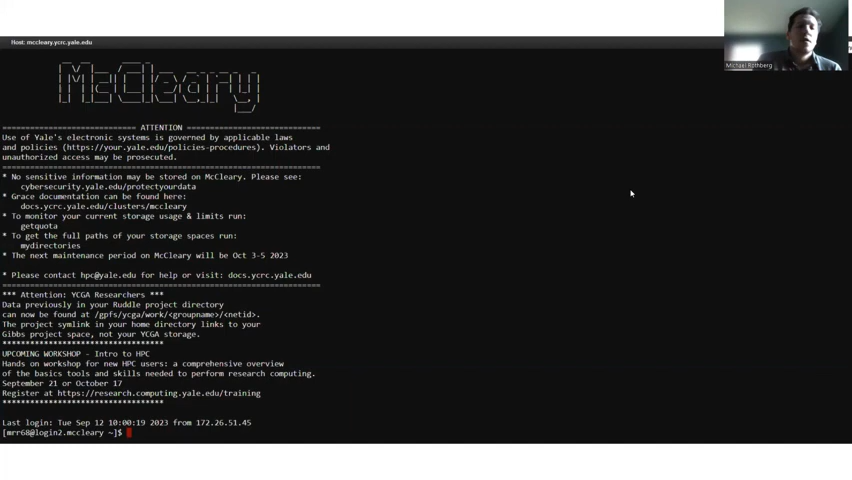 Michael Rothberg
Host: mccleary.ycrc.yale.edu
McCleary
============================ ATTENTION ============================
Use of Yale's electronic systems is governed by applicable laws
and policies (https://your.yale.edu/policies-procedures). Violators and
unauthorized access may be prosecuted.
===================================================================
* No sensitive information may be stored on McCleary. Please see:
cybersecurity.yale.edu/protectyourdata
* Grace documentation can be found here:
docs.ycrc.yale.edu/clusters/mccleary
* To monitor your current storage usage & limits run:
getquota
* To get the full paths of your storage spaces run:
mydirectories
* The next maintenance period on McCleary will be Oct 3-5 2023
* Please contact hpc@yale.edu for help or visit: docs.ycrc.yale.edu
===================================================================
*** Attention: YCGA Researchers ***
Data previously in your Ruddle project directory
can now be found at /gpfs/ycga/work/<groupname>/<netid>.
The project symlink in your home directory links to your
Gibbs project space, not your YCGA storage.
**********************************
UPCOMING WORKSHOP - Intro to HPC
Hands on workshop for new HPC users: a comprehensive overview
of the basics tools and skills needed to perform research computing.
September 21 or October 17
Register at https://research.computing.yale.edu/training
**********************************
Last login: Tue Sep 12 10:00:19 2023 from 172.26.51.45
[mrr68@login2.mccleary ~]$